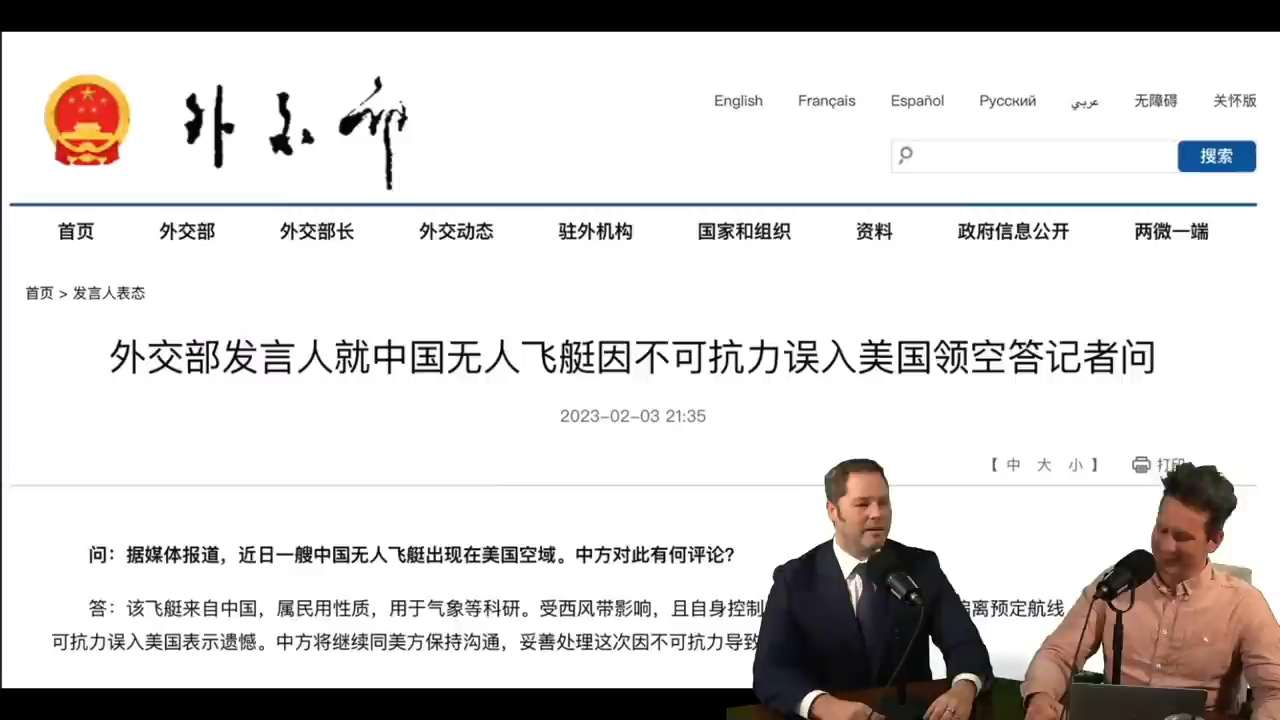 外交部
English Français Español Русский عربي 无障碍 关怀版
搜索
首页 外交部 外交部长 外交动态 驻外机构 国家和组织 资料 政府信息公开 两微一端
首页 > 发言人表态
外交部发言人就中国无人飞艇因不可抗力误入美国领空答记者问
2023-02-03 21:35
【 中 大 小 】 打印
问：据媒体报道，近日一艘中国无人飞艇出现在美国空域。中方对此有何评论？
答：该飞艇来自中国，属民用性质，用于气象等科研。受西风带影响，且自身控制 偏离预定航线
可抗力误入美国表示遗憾。中方将继续同美方保持沟通，妥善处理这次因不可抗力导致